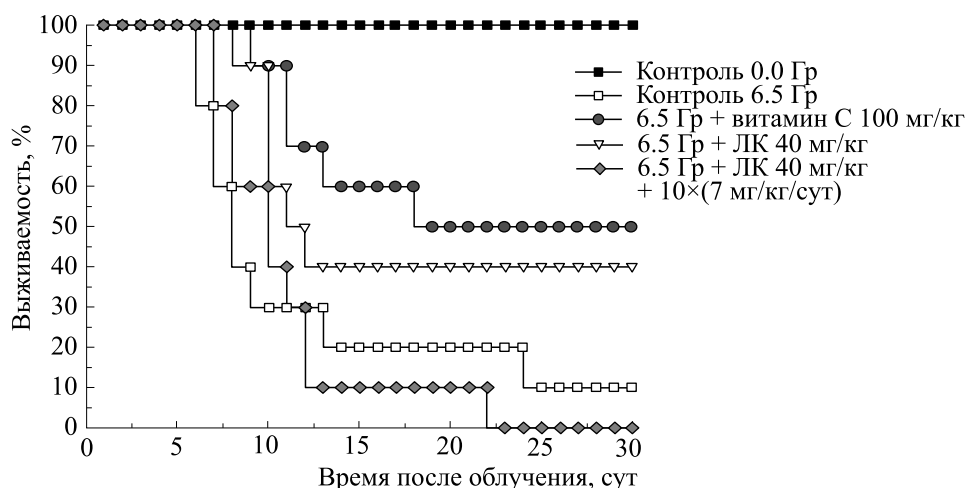 100
90
80
70
60
50
40
30
20
10
0
Выживаемость, %
0
5
10
15
20
25
30
Время после облучения, сут
Контроль 0.0 Гр
Контроль 6.5 Гр
6.5 Гр + витамин С 100 мг/кг
6.5 Гр + ЛК 40 мг/кг
6.5 Гр + ЛК 40 мг/кг
+ 10×(7 мг/кг/сут)